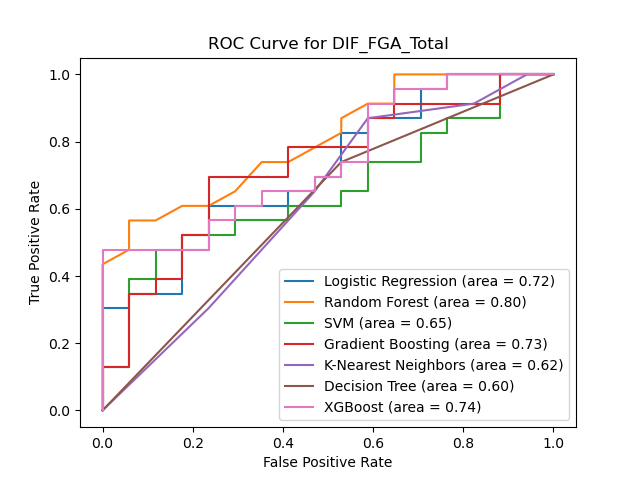 ROC Curve for DIF_FGA_Total
True Positive Rate
1.0
0.8
0.6
0.4
0.2
0.0
Logistic Regression (area = 0.72)
Random Forest (area = 0.80)
SVM (area = 0.65)
Gradient Boosting (area = 0.73)
K-Nearest Neighbors (area = 0.62)
Decision Tree (area = 0.60)
XGBoost (area = 0.74)
0.0 0.2 0.4 0.6 0.8 1.0
False Positive Rate